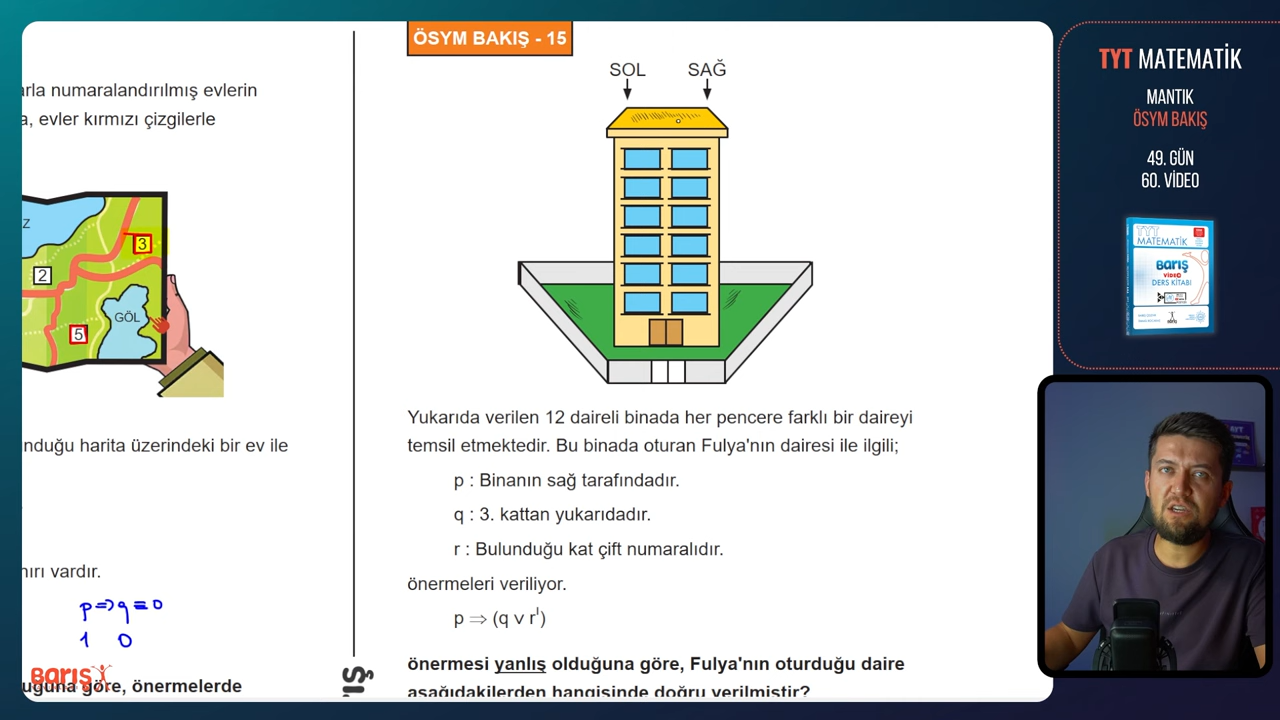 ÖSYM BAKIŞ - 15
SOL SAĞ
arla numaralandırılmış evlerin
a, evler kırmızı çizgilerle
Z
2
3
5
GÖL
nduğu harita üzerindeki bir ev ile
nırı vardır.
p⇒q≡0
1 0
BARIŞ
uğuna göre, önermelerde
Yukarıda verilen 12 daireli binada her pencere farklı bir daireyi
temsil etmektedir. Bu binada oturan Fulya'nın dairesi ile ilgili;
p : Binanın sağ tarafındadır.
q : 3. kattan yukarıdadır.
r : Bulunduğu kat çift numaralıdır.
önermeleri veriliyor.
p ⇒ (q v rᴵ)
önermesi yanlış olduğuna göre, Fulya'nın oturduğu daire
aşağıdakilerden hangisinde doğru verilmiştir?
TYT MATEMATİK
MANTIK
ÖSYM BAKIŞ
49. GÜN
60. VİDEO
TYT
MATEMATİK
BARIŞ
VİDEO
DERS KİTABI